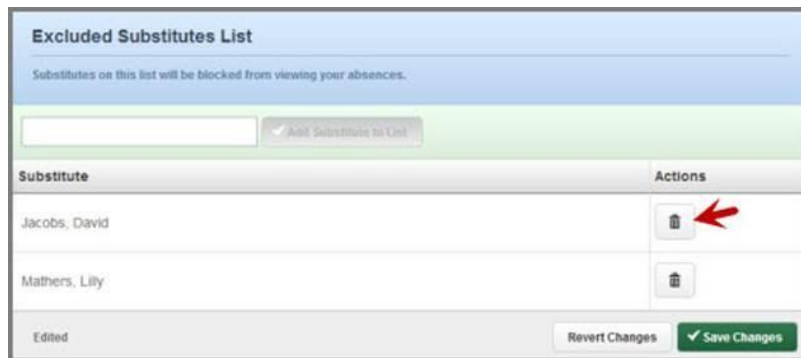 Excluded Substitutes List
Substitutes on this list will be blocked from viewing your absences.
Add Substitute to List
Substitute Actions
Jacobs, David
Mathers, Lilly
Edited Revert Changes Save Changes